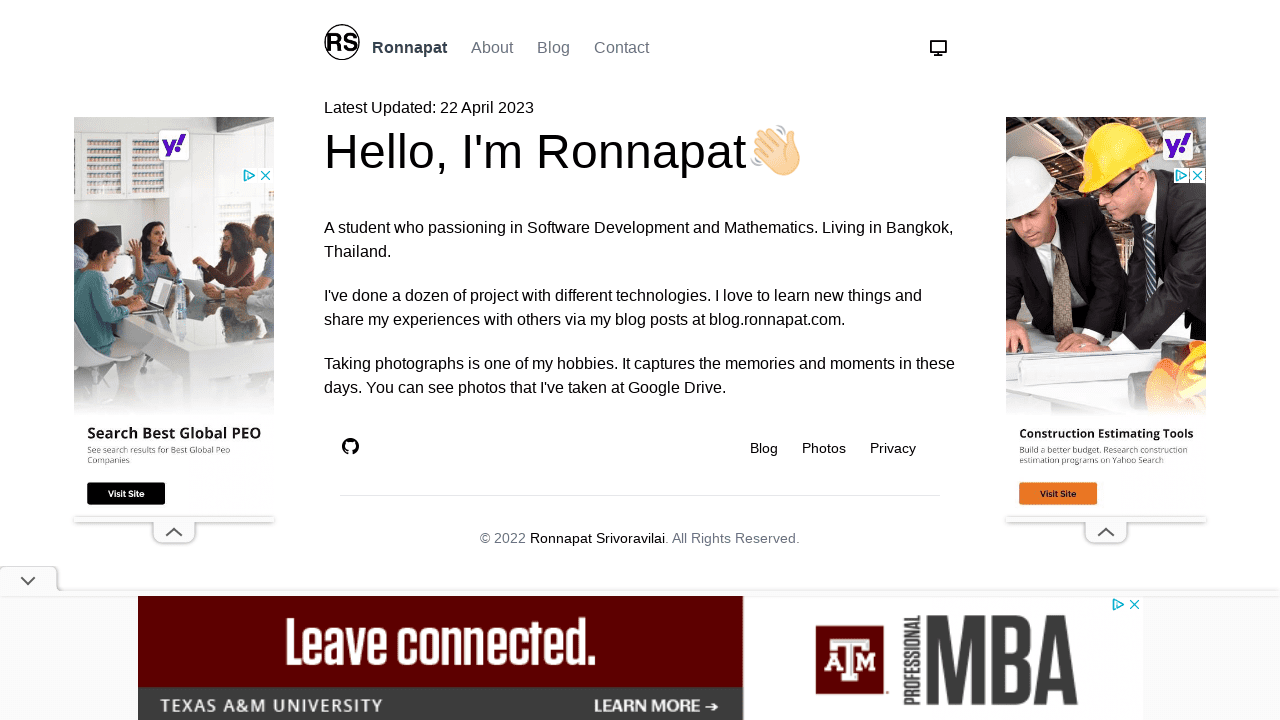 RS
Ronnapat About Blog Contact
Latest Updated: 22 April 2023
Hello, I'm Ronnapat👋🏻
A student who passioning in Software Development and Mathematics. Living in Bangkok,
Thailand.
I've done a dozen of project with different technologies. I love to learn new things and
share my experiences with others via my blog posts at blog.ronnapat.com.
Taking photographs is one of my hobbies. It captures the memories and moments in these
days. You can see photos that I've taken at Google Drive.
Blog Photos Privacy
© 2022 Ronnapat Srivoravilai. All Rights Reserved.
y!
Search Best Global PEO
See search results for Best Global Peo
Companies
Visit Site
y!
Construction Estimating Tools
Build a better budget. Research construction
estimation programs on Yahoo Search
Visit Site
Leave connected.
TEXAS A&M UNIVERSITY
LEARN MORE →
A|M
PROFESSIONAL
MBA